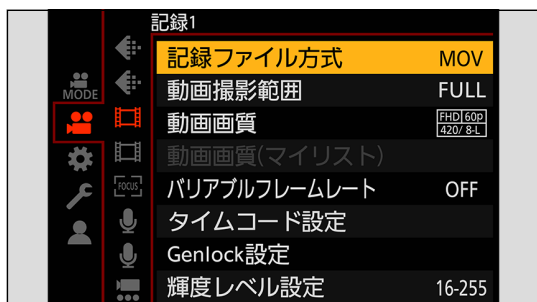 記録1
MODE
FOCUS
記録ファイル方式 MOV
動画撮影範囲 FULL
動画画質 FHD 60p
420/ 8-L
動画画質(マイリスト)
バリアブルフレームレート OFF
タイムコード設定
Genlock設定
輝度レベル設定 16-255